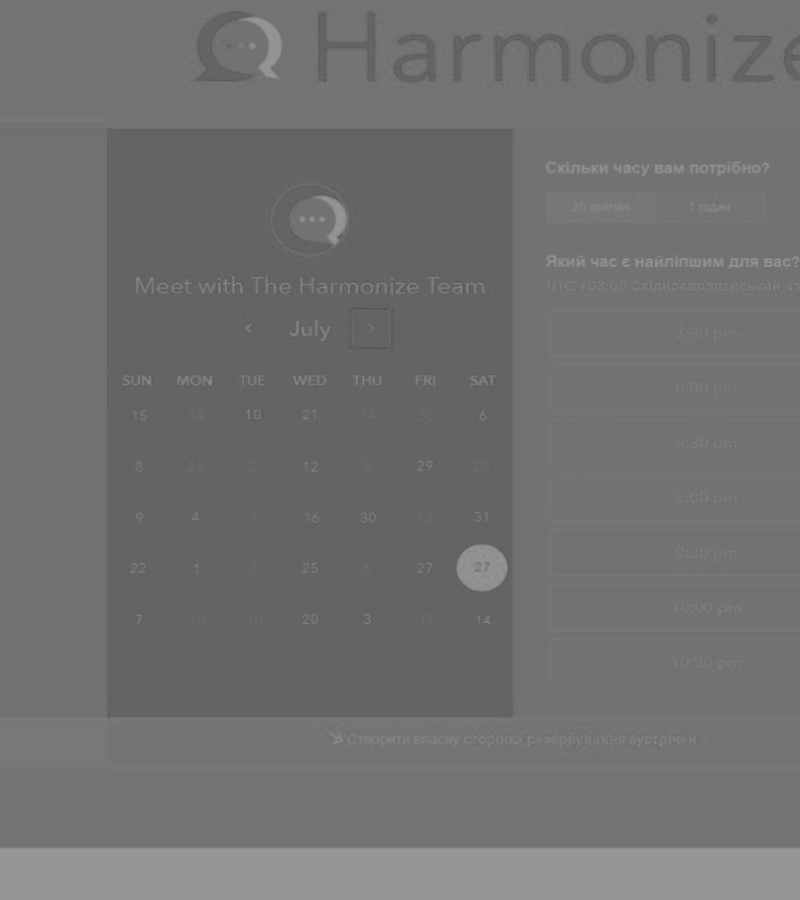 Harmonize
Meet with The Harmonize Team
July
SUN MON TUE WED THU FRI SAT
15 14 10 21 14 30 6
8 26 2 12 5 29 25
9 4 7 16 30 18 31
22 1 8 25 6 27 27
7 10 10 20 3 17 14
Скільки часу вам потрібно?
30 хвилин 1 годин
Який час є найліпшим для вас?
UTC +02:00 Східноєвропейський
7:30 pm
8:00 pm
8:30 pm
9:00 pm
9:30 pm
10:00 pm
10:30 pm
Створити власну сторінка резервування зустрічей